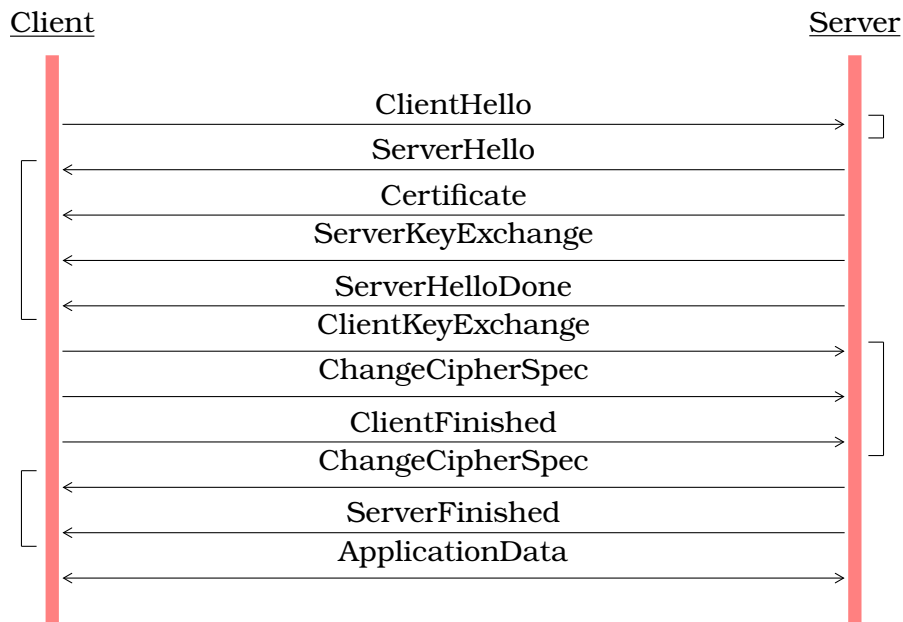 Client
Server
ClientHello
ServerHello
Certificate
ServerKeyExchange
ServerHelloDone
ClientKeyExchange
ChangeCipherSpec
ClientFinished
ChangeCipherSpec
ServerFinished
ApplicationData